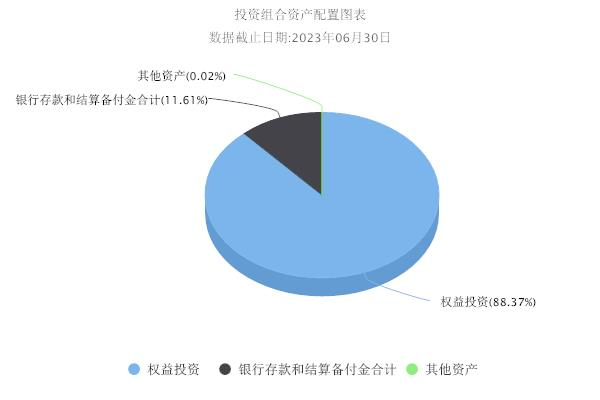 投资组合资产配置图表
数据截止日期:2023年06月30日
其他资产(0.02%)
银行存款和结算备付金合计(11.61%)
权益投资(88.37%)
权益投资 银行存款和结算备付金合计 其他资产